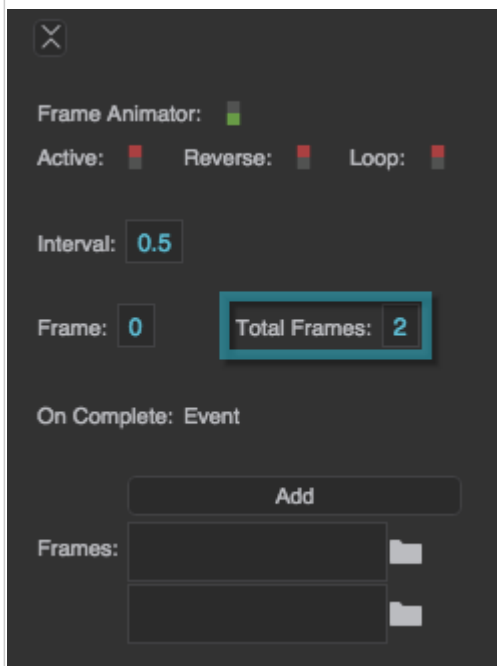 Frame Animator:
Active: Reverse: Loop:
Interval: 0.5
Frame: 0 Total Frames: 2
On Complete: Event
Add
Frames: